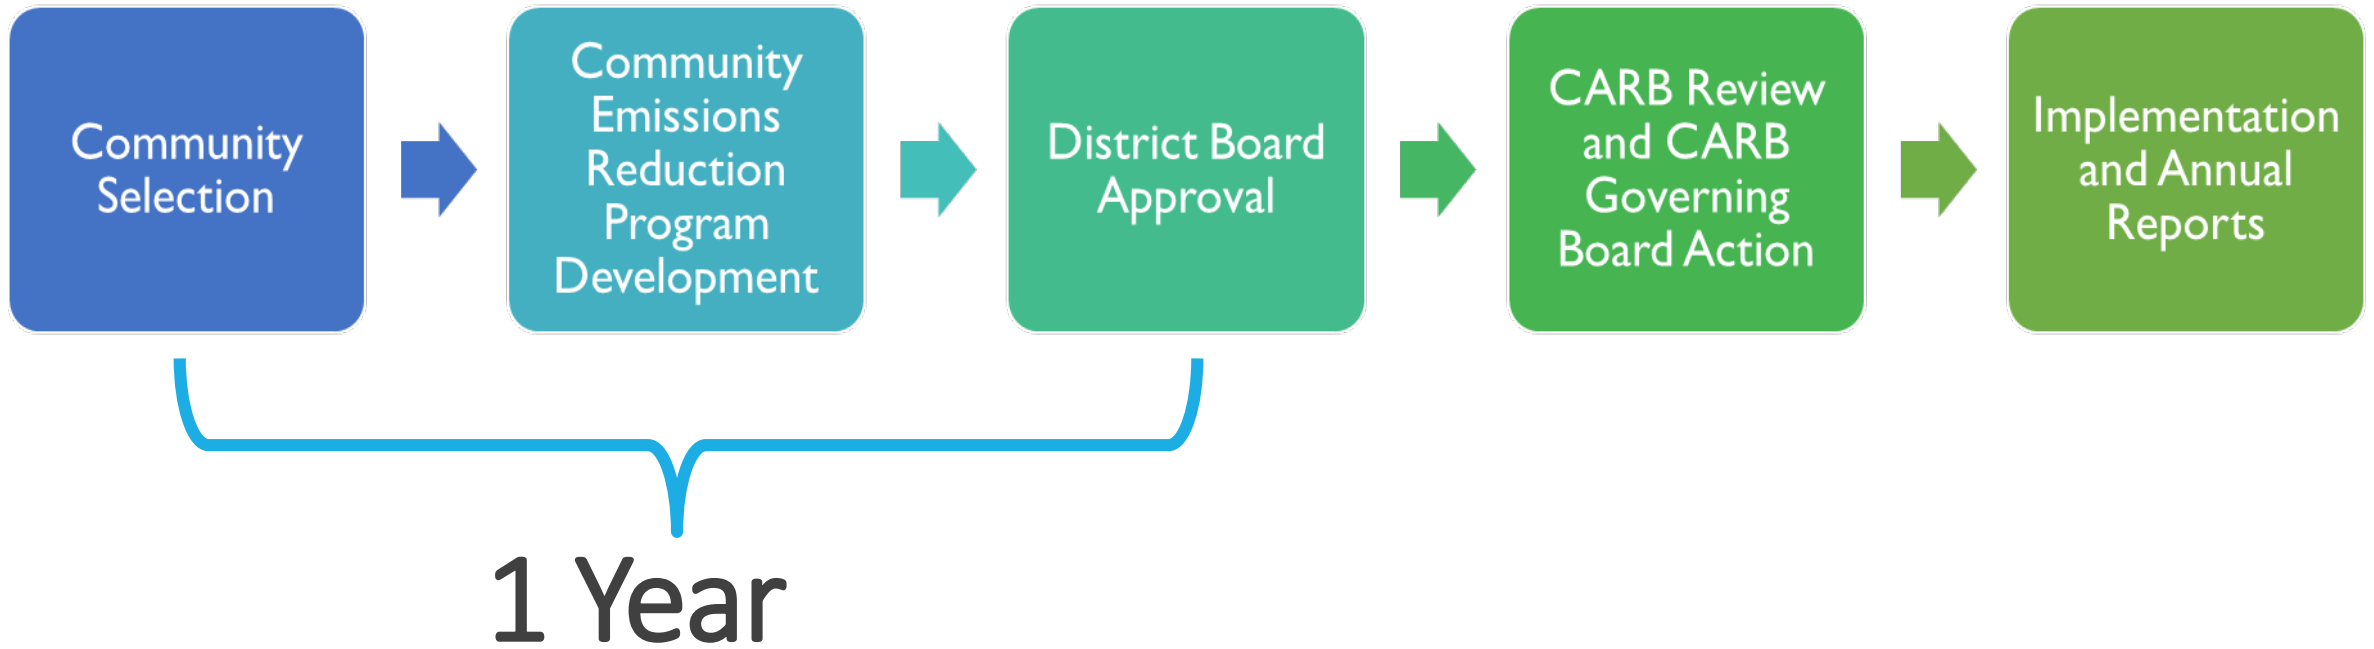 Community
Selection
Community
Emissions
Reduction
Program
Development
District Board
Approval
CARB Review
and CARB
Governing
Board Action
Implementation
and Annual
Reports
1 Year